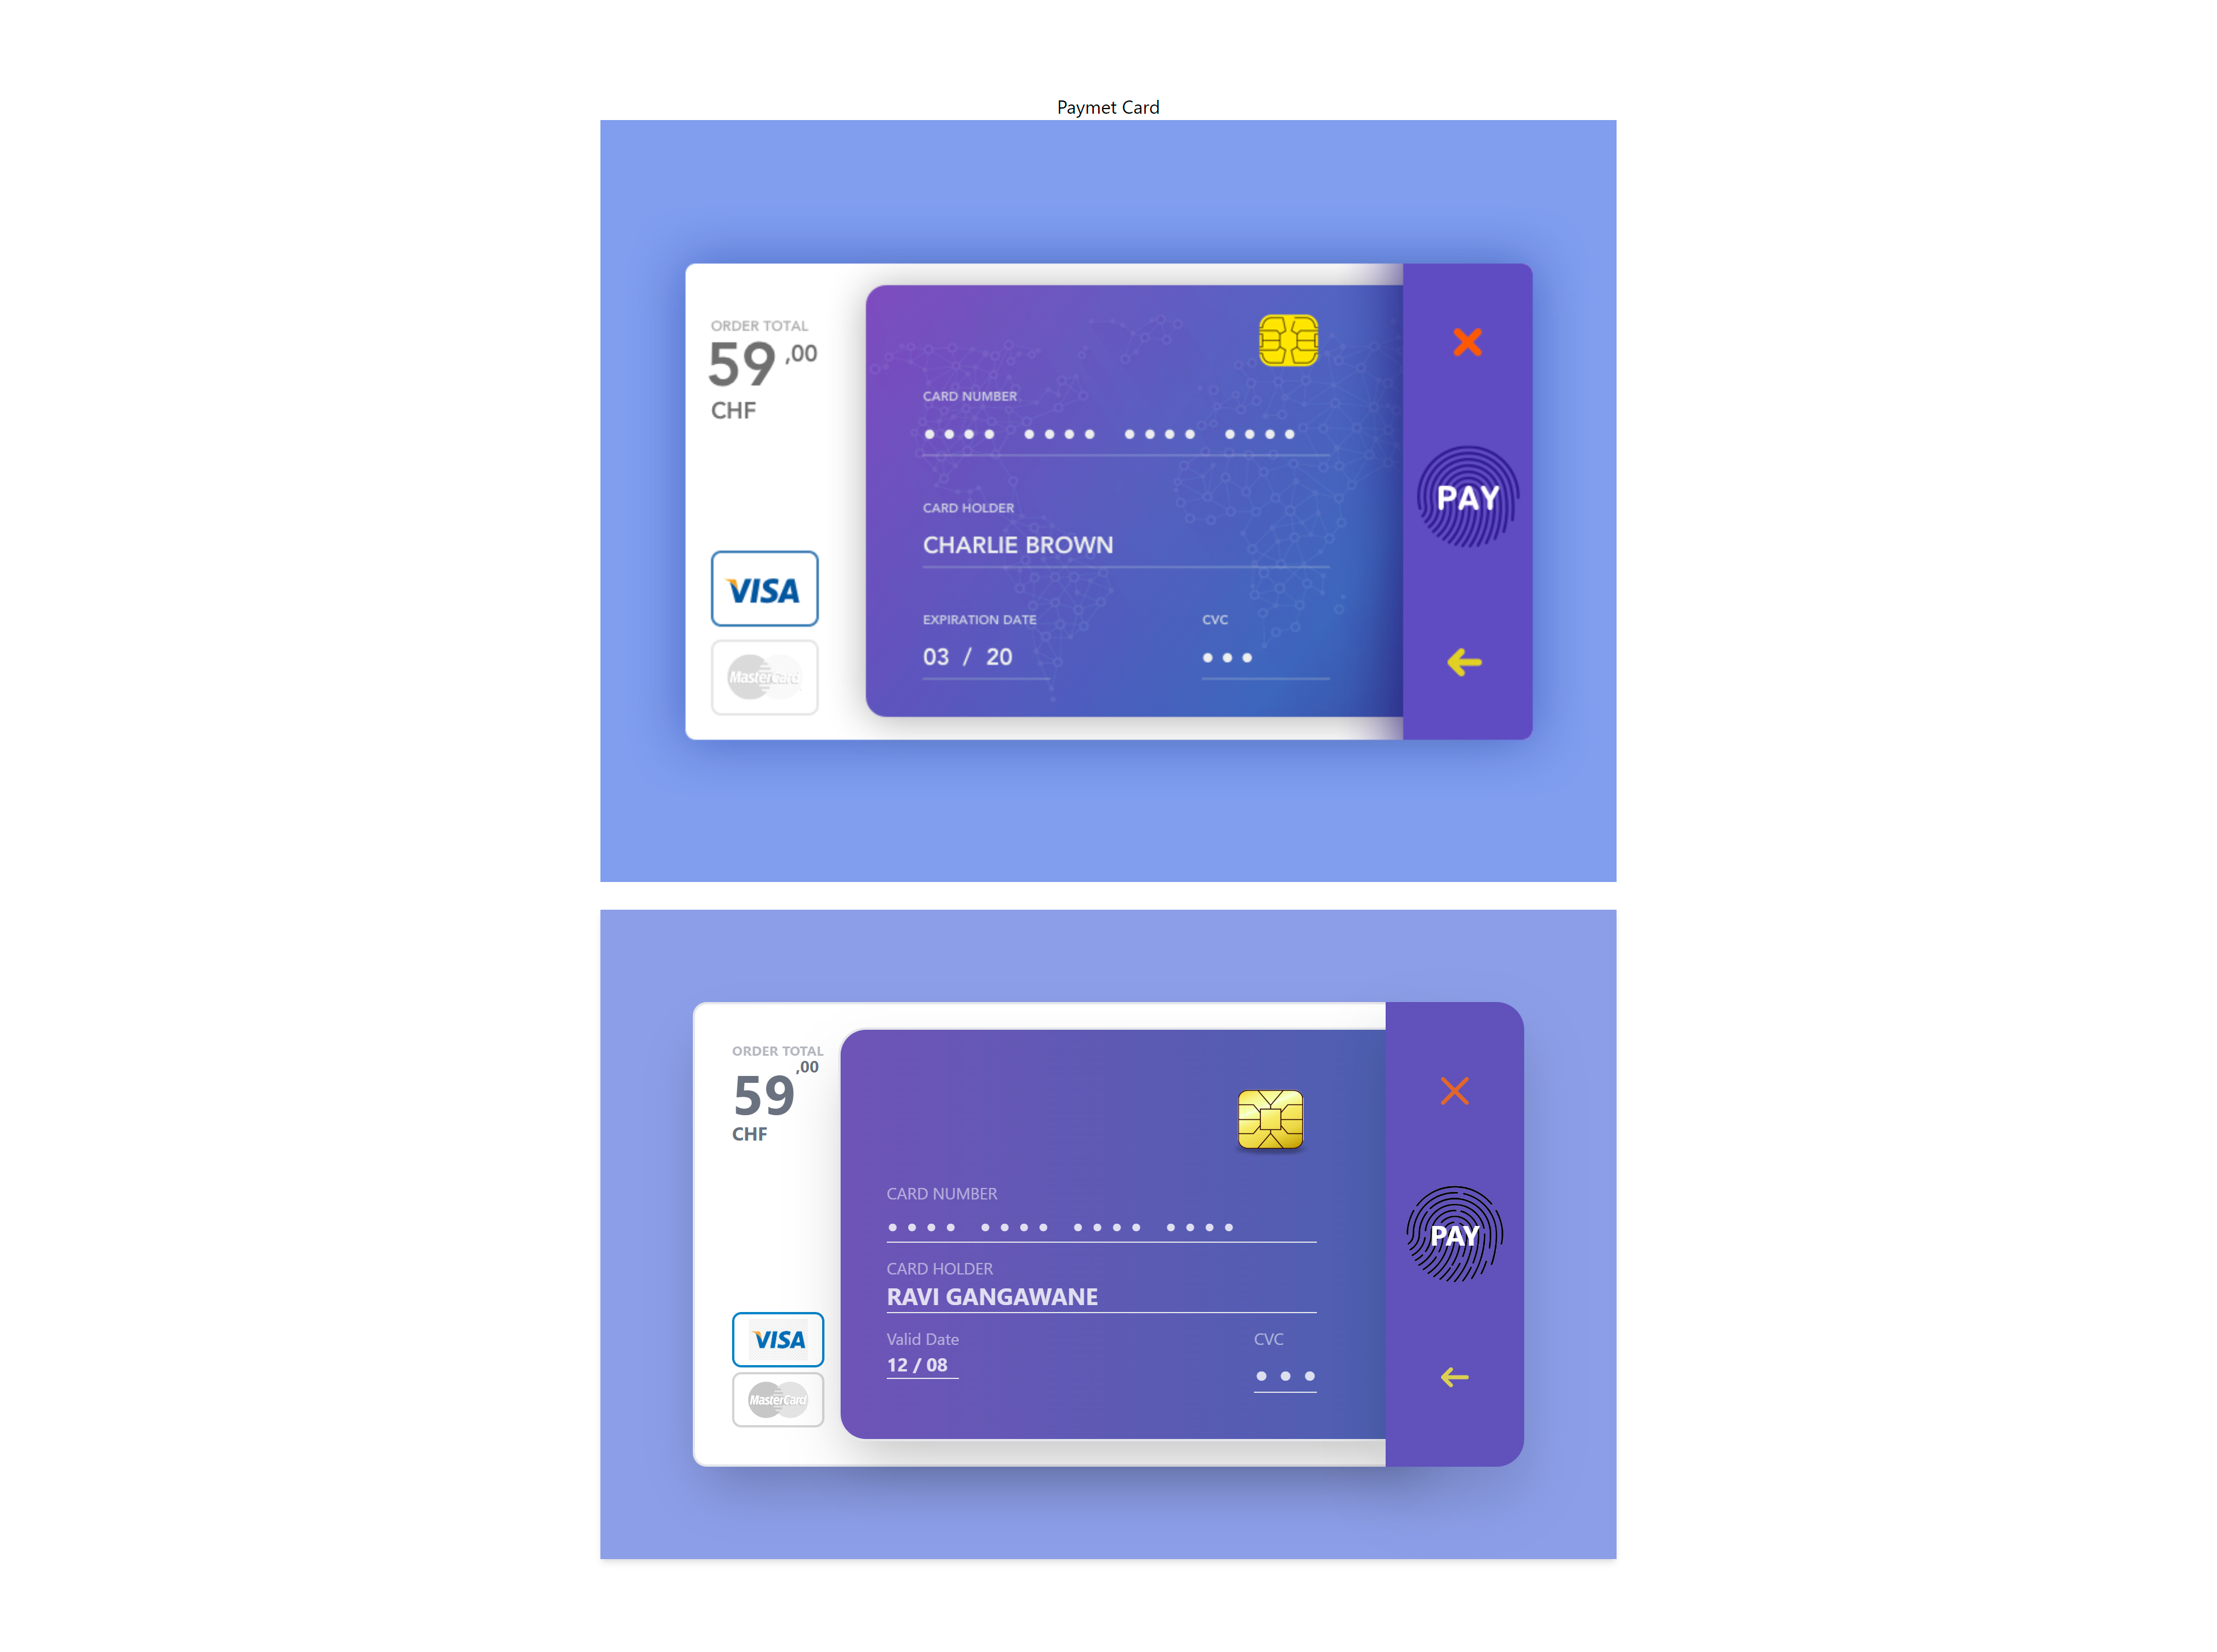 Paymet Card
ORDER TOTAL
59 ,00
CHF
VISA
MasterCard
CARD NUMBER
•••• •••• •••• ••••
CARD HOLDER
CHARLIE BROWN
EXPIRATION DATE
CVC
03 / 20
•••
PAY
ORDER TOTAL
59 ,00
CHF
VISA
MasterCard
CARD NUMBER
•••• •••• •••• ••••
CARD HOLDER
RAVI GANGAWANE
Valid Date
CVC
12 / 08
•••
PAY